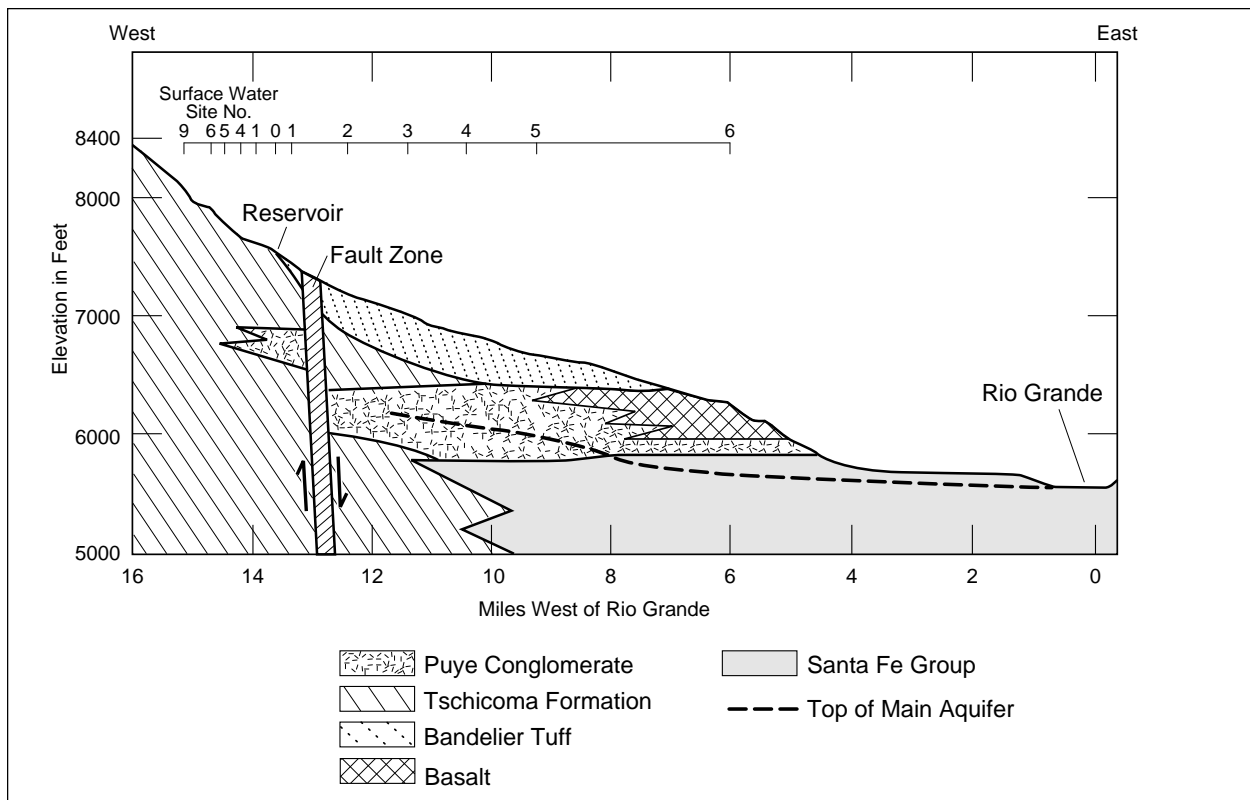 West
East
Surface Water
Site No.
9 6 5 4 1 0 1 2 3 4 5 6
8400
8000
7000
6000
5000
Elevation in Feet
Reservoir
Fault Zone
Rio Grande
16 14 12 10 8 6 4 2 0
Miles West of Rio Grande
Puye Conglomerate
Tschicoma Formation
Bandelier Tuff
Basalt
Santa Fe Group
Top of Main Aquifer